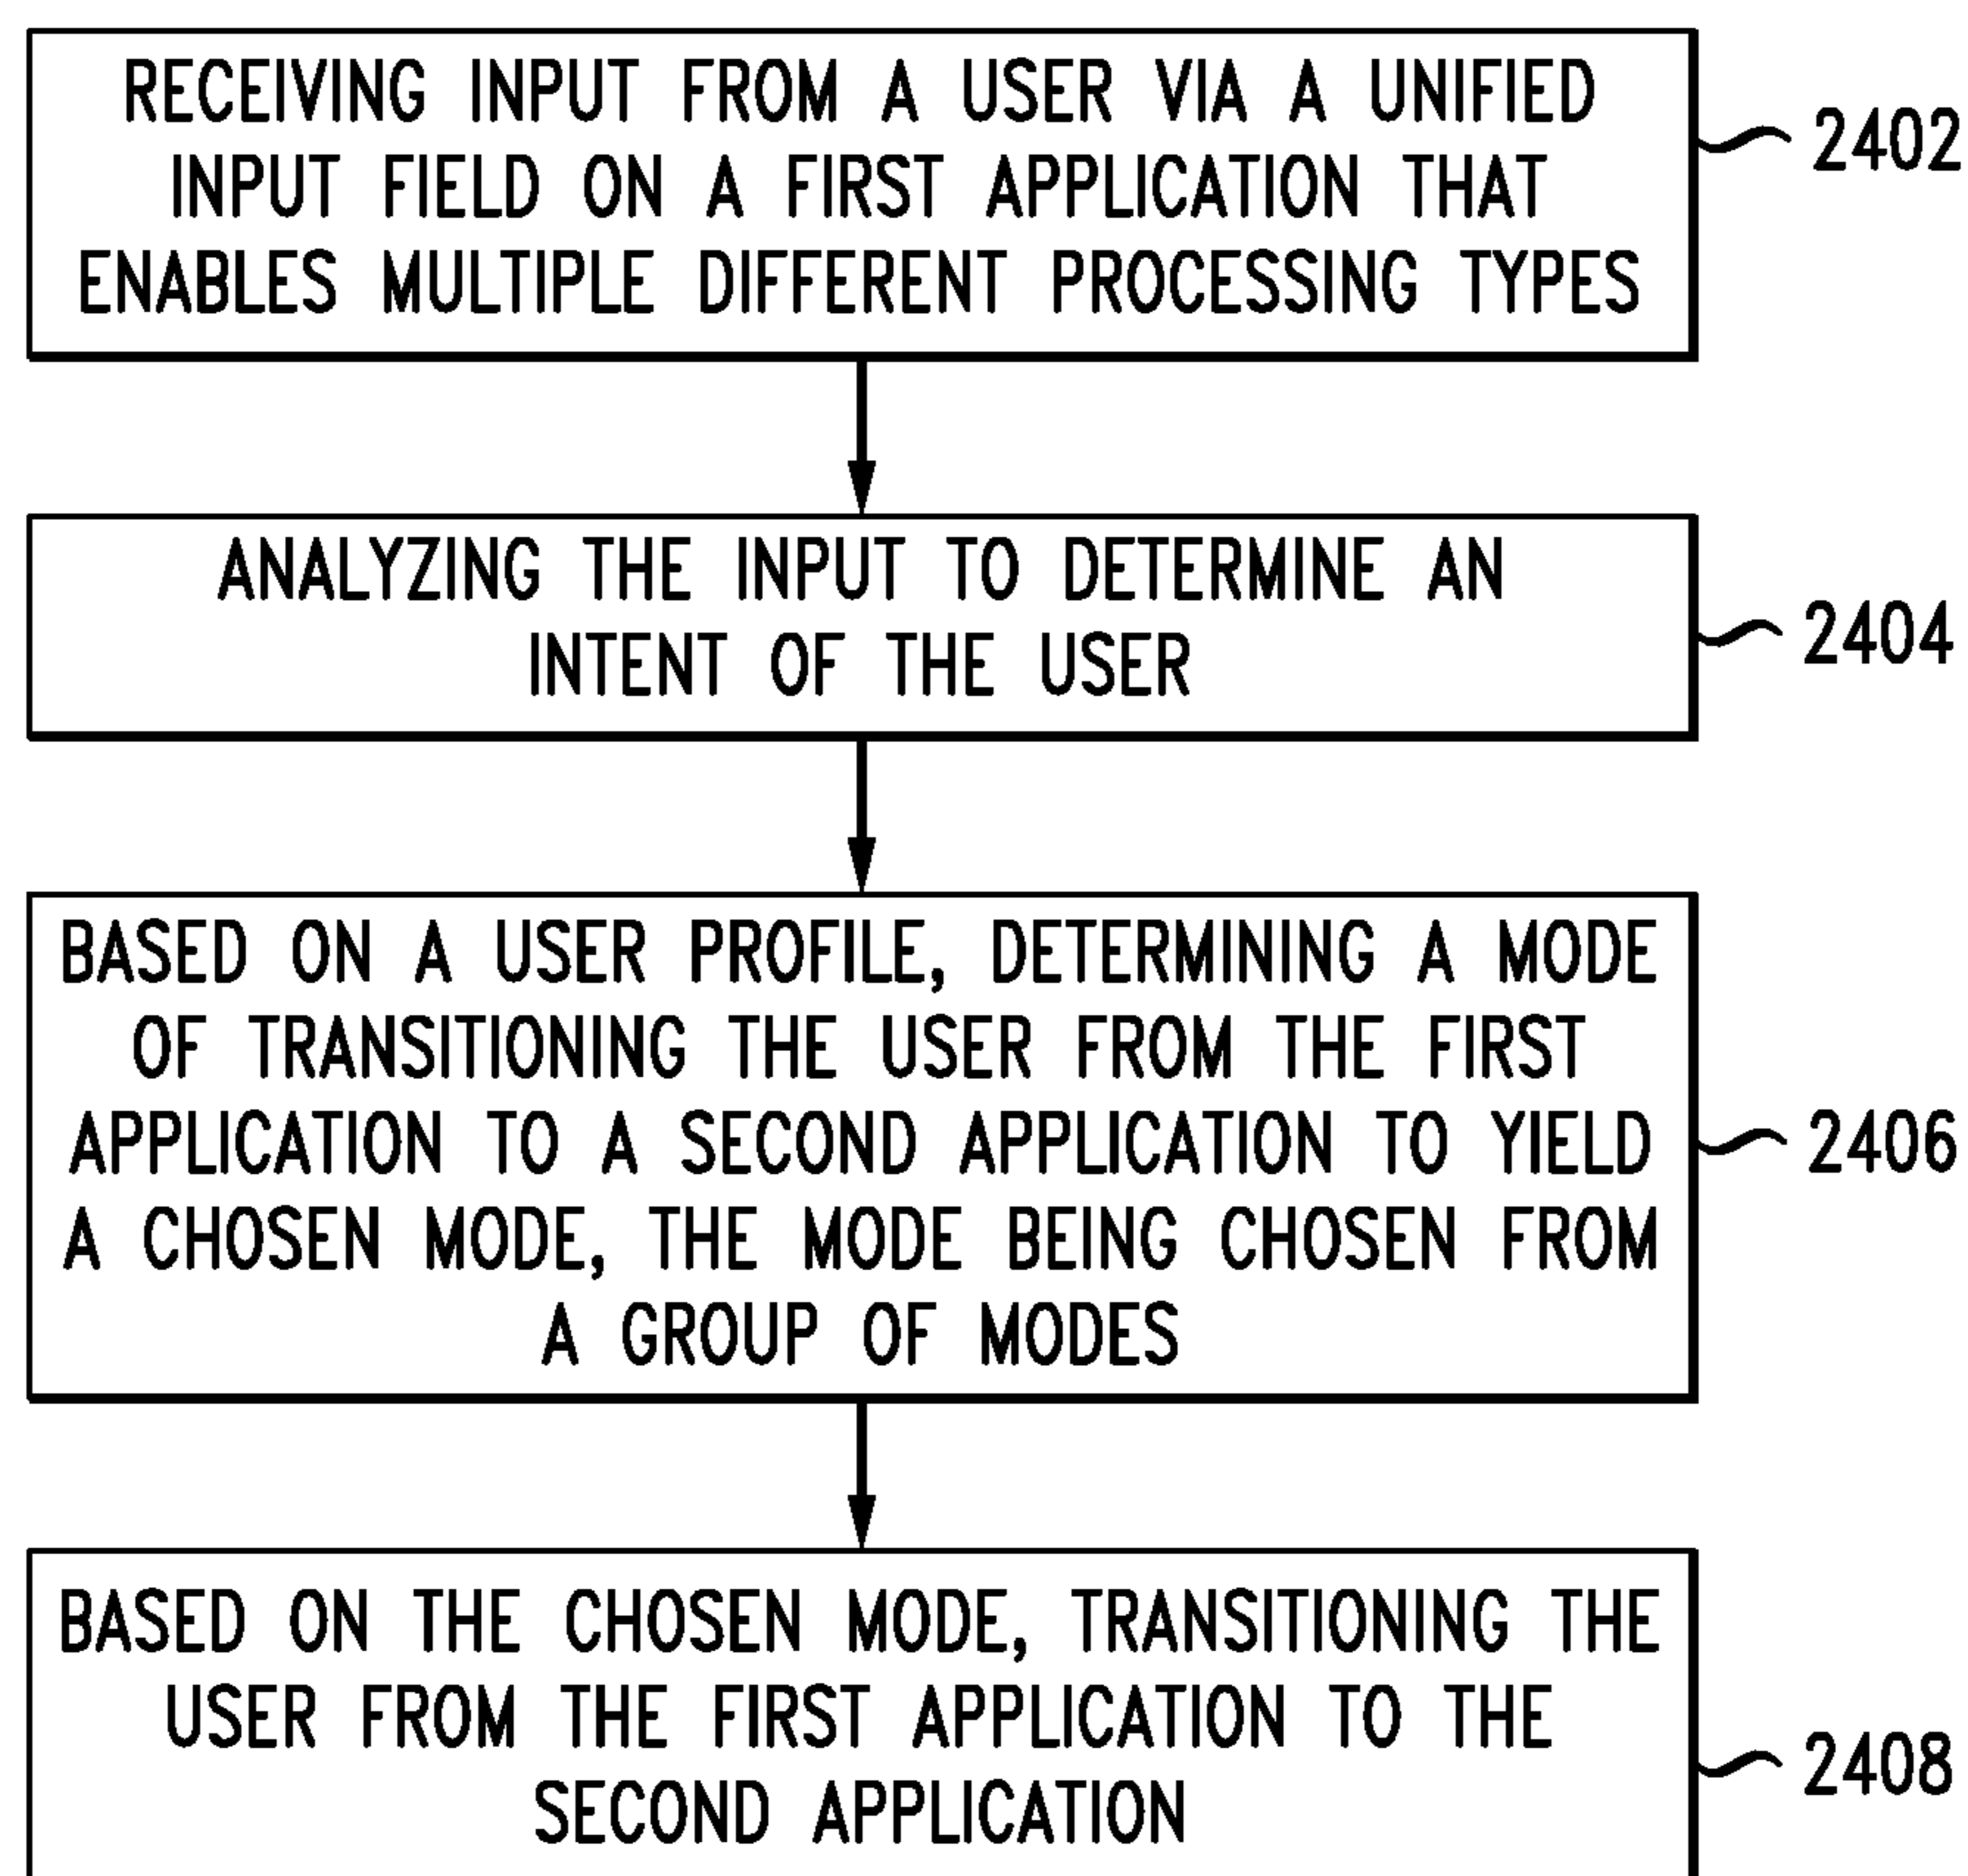 RECEIVING INPUT FROM A USER VIA A UNIFIED
INPUT FIELD ON A FIRST APPLICATION THAT
ENABLES MULTIPLE DIFFERENT PROCESSING TYPES
2402
ANALYZING THE INPUT TO DETERMINE AN
INTENT OF THE USER
2404
BASED ON A USER PROFILE, DETERMINING A MODE
OF TRANSITIONING THE USER FROM THE FIRST
APPLICATION TO A SECOND APPLICATION TO YIELD
A CHOSEN MODE, THE MODE BEING CHOSEN FROM
A GROUP OF MODES
2406
BASED ON THE CHOSEN MODE, TRANSITIONING THE
USER FROM THE FIRST APPLICATION TO THE
SECOND APPLICATION
2408